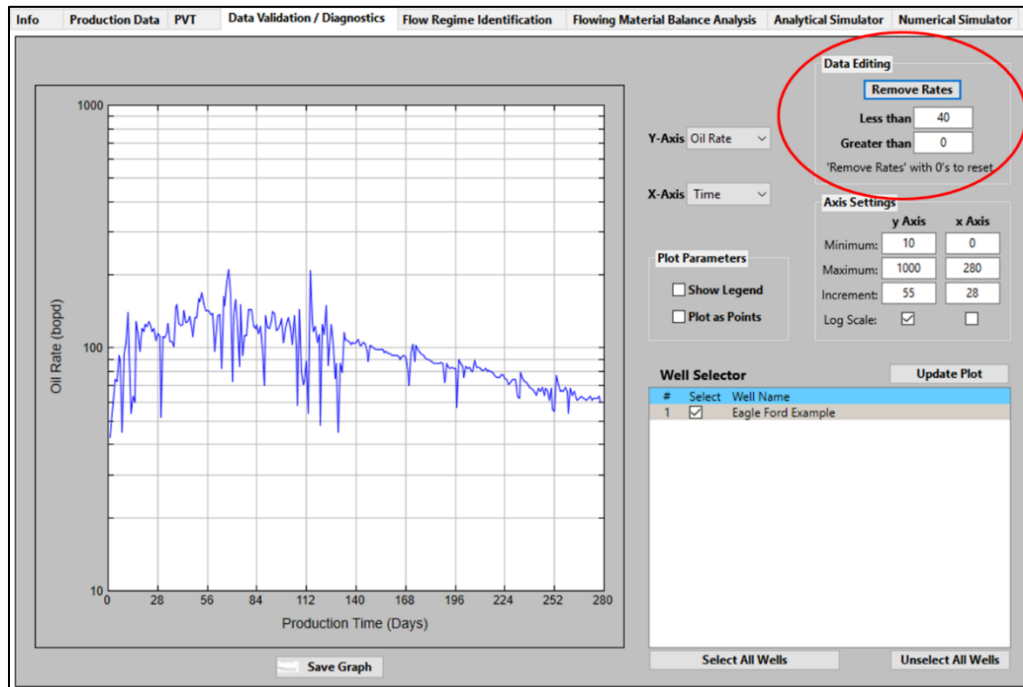 Info Production Data PVT Data Validation / Diagnostics Flow Regime Identification Flowing Material Balance Analysis Analytical Simulator Numerical Simulator
Data Editing
Remove Rates
Less than 40
Greater than 0
'Remove Rates' with 0's to reset
Y-Axis Oil Rate
X-Axis Time
Axis Settings
y Axis x Axis
Minimum: 10 0
Maximum: 1000 280
Increment: 55 28
Log Scale:
Plot Parameters
Show Legend
Plot as Points
1000
100
10
Oil Rate (bopd)
0 28 56 84 112 140 168 196 224 252 280
Production Time (Days)
Save Graph
Well Selector
Update Plot
# Select Well Name
1 Eagle Ford Example
Select All Wells Unselect All Wells